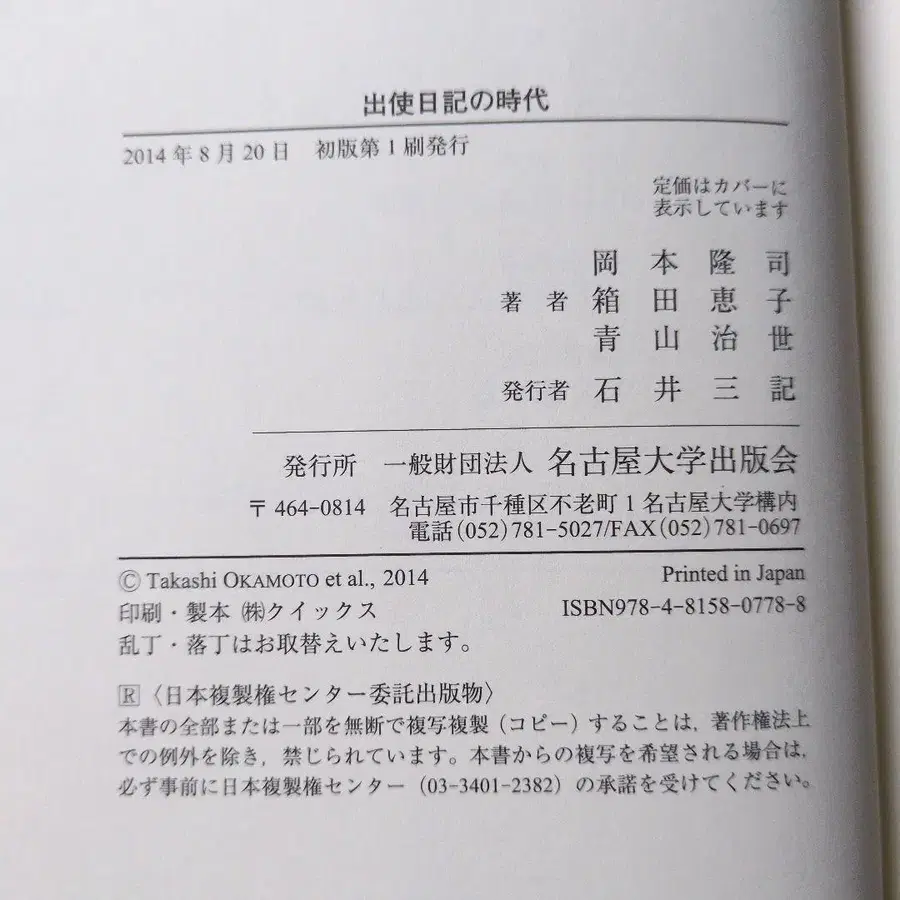 出使日記の時代
2014年8月20日　初版第1刷発行
定価はカバーに
表示しています
岡本隆司
著者 箱田恵子
青山治世
発行者 石井三記
発行所　一般財団法人 名古屋大学出版会
〒464-0814　名古屋市千種区不老町1名古屋大学構内
電話(052)781-5027/FAX(052)781-0697
Ⓒ Takashi OKAMOTO et al., 2014　Printed in Japan
印刷・製本 ㈱クイックス　ISBN978-4-8158-0778-8
乱丁・落丁はお取替えいたします。
🅁〈日本複製権センター委託出版物〉
本書の全部または一部を無断で複写複製（コピー）することは，著作権法上
での例外を除き，禁じられています。本書からの複写を希望される場合は，
必ず事前に日本複製権センター（03-3401-2382）の承諾を受けてください。